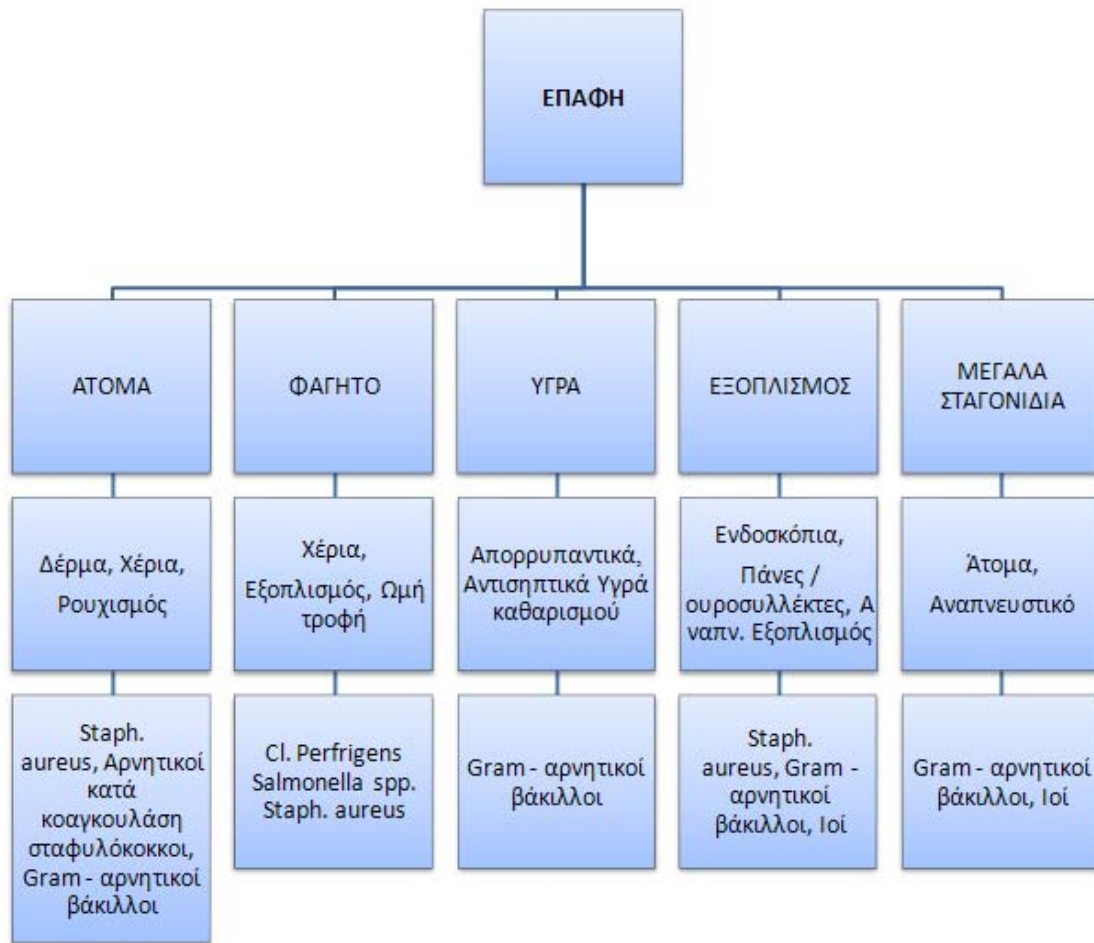 ΕΠΑΦΗ
ΑΤΟΜΑ
ΦΑΓΗΤΟ
ΥΓΡΑ
ΕΞΟΠΛΙΣΜΟΣ
ΜΕΓΑΛΑ
ΣΤΑΓΟΝΙΔΙΑ
Δέρμα, Χέρια,
Ρουχισμός
Χέρια,
Εξοπλισμός, Ωμή
τροφή
Απορρυπαντικά,
Αντισηπτικά Υγρά
καθαρισμού
Ενδοσκόπια,
Πάνες /
ουροσυλλέκτες, Α
ναπν. Εξοπλισμός
Άτομα,
Αναπνευστικό
Staph.
aureus, Αρνητικοί
κατά
κοαγκουλάση
σταφυλόκοκκοι,
Gram - αρνητικοί
βάκιλλοι
Cl. Perfrigens
Salmonella spp.
Staph. aureus
Gram - αρνητικοί
βάκιλλοι
Staph.
aureus, Gram -
αρνητικοί
βάκιλλοι, Ιοί
Gram - αρνητικοί
βάκιλλοι, Ιοί